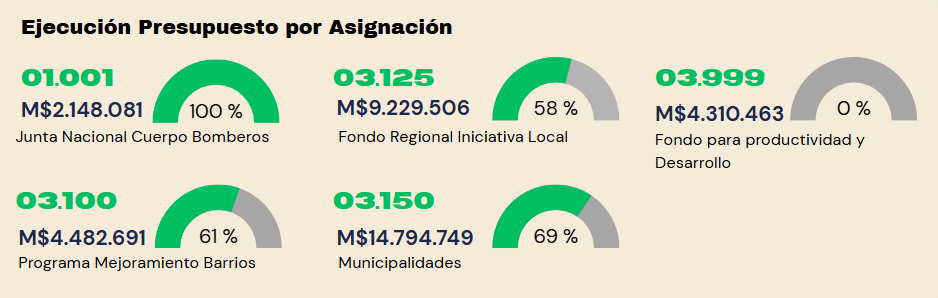 Ejecución Presupuesto por Asignación
01.001
M$2.148.081
100 %
Junta Nacional Cuerpo Bomberos
03.125
M$9.229.506
58 %
Fondo Regional Iniciativa Local
03.999
M$4.310.463
0 %
Fondo para productividad y
Desarrollo
03.100
M$4.482.691
61 %
Programa Mejoramiento Barrios
03.150
M$14.794.749
69 %
Municipalidades